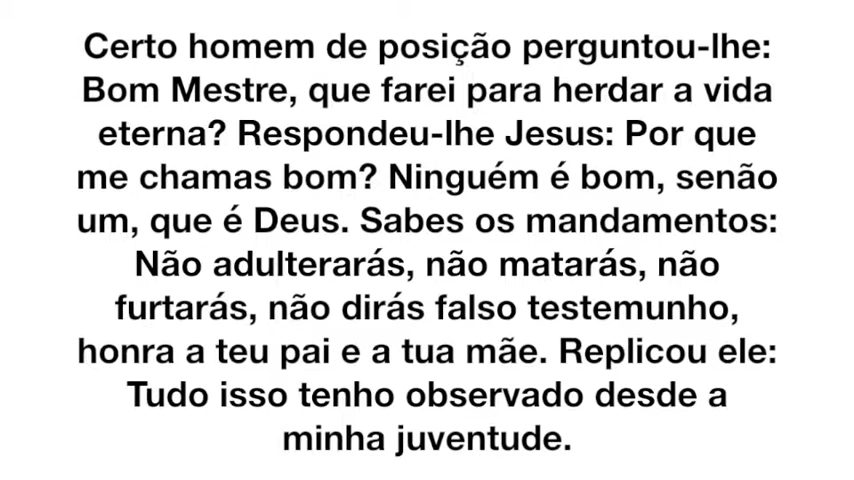 Certo homem de posição perguntou-lhe:
Bom Mestre, que farei para herdar a vida
eterna? Respondeu-lhe Jesus: Por que
me chamas bom? Ninguém é bom, senão
um, que é Deus. Sabes os mandamentos:
Não adulterarás, não matarás, não
furtarás, não dirás falso testemunho,
honra a teu pai e a tua mãe. Replicou ele:
Tudo isso tenho observado desde a
minha juventude.